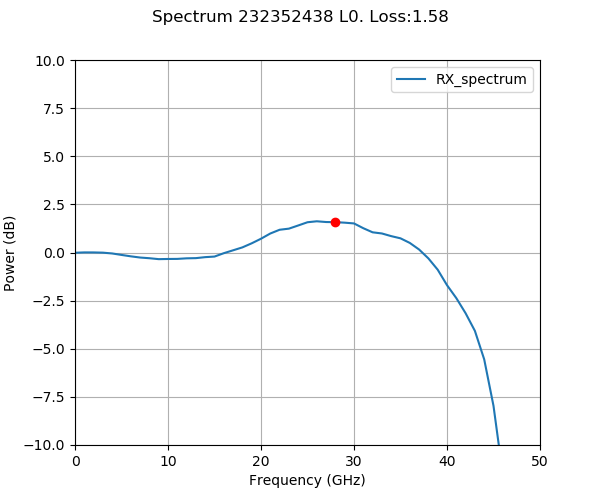 Spectrum 232352438 L0. Loss:1.58
RX_spectrum
10.0
7.5
5.0
2.5
0.0
−2.5
−5.0
−7.5
−10.0
Power (dB)
0 10 20 30 40 50
Frequency (GHz)